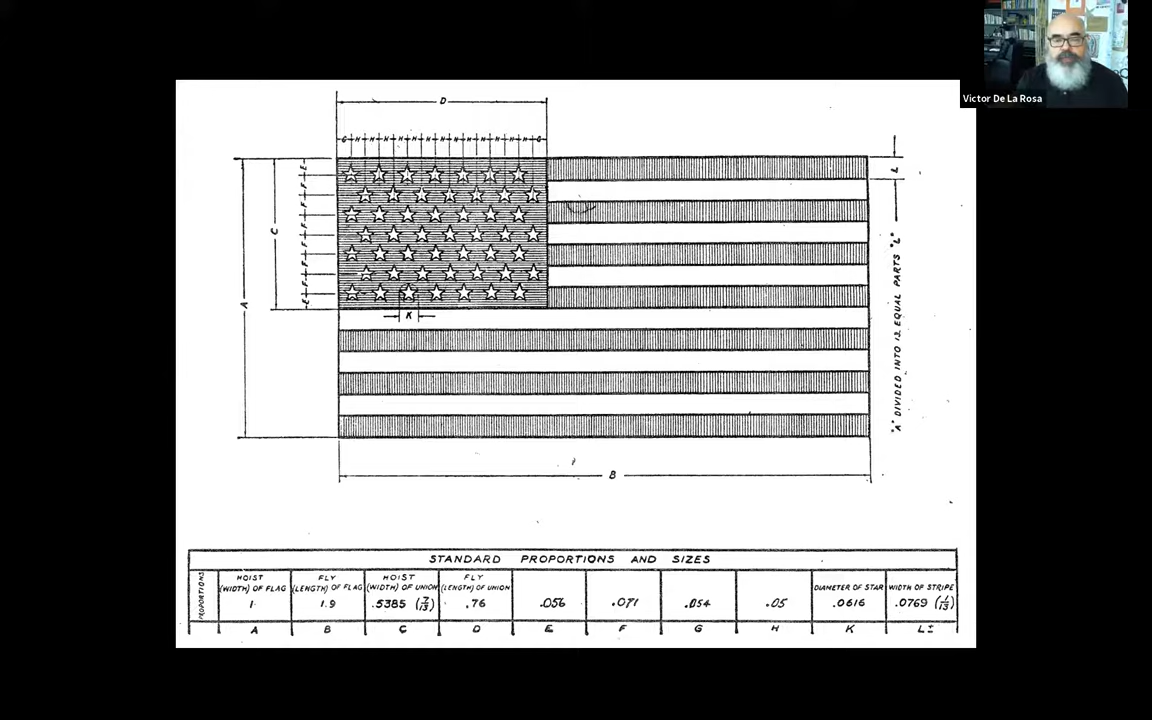 Victor De La Rosa
D
G H H H H H H H H H H H H G
E
F
F
F
F
F
F
E
C
A
K
L
"A" DIVIDED INTO 13 EQUAL PARTS "L"
B
STANDARD PROPORTIONS AND SIZES
PROPORTIONS
HOIST (WIDTH) OF FLAG FLY (LENGTH) OF FLAG HOIST (WIDTH) OF UNION FLY (LENGTH) OF UNION DIAMETER OF STAR WIDTH OF STRIPE
1. 1.9 .5385 (7/13) .76 .056 .071 .054 .05 .0616 .0769 (1/13)
A B C D E F G H K L